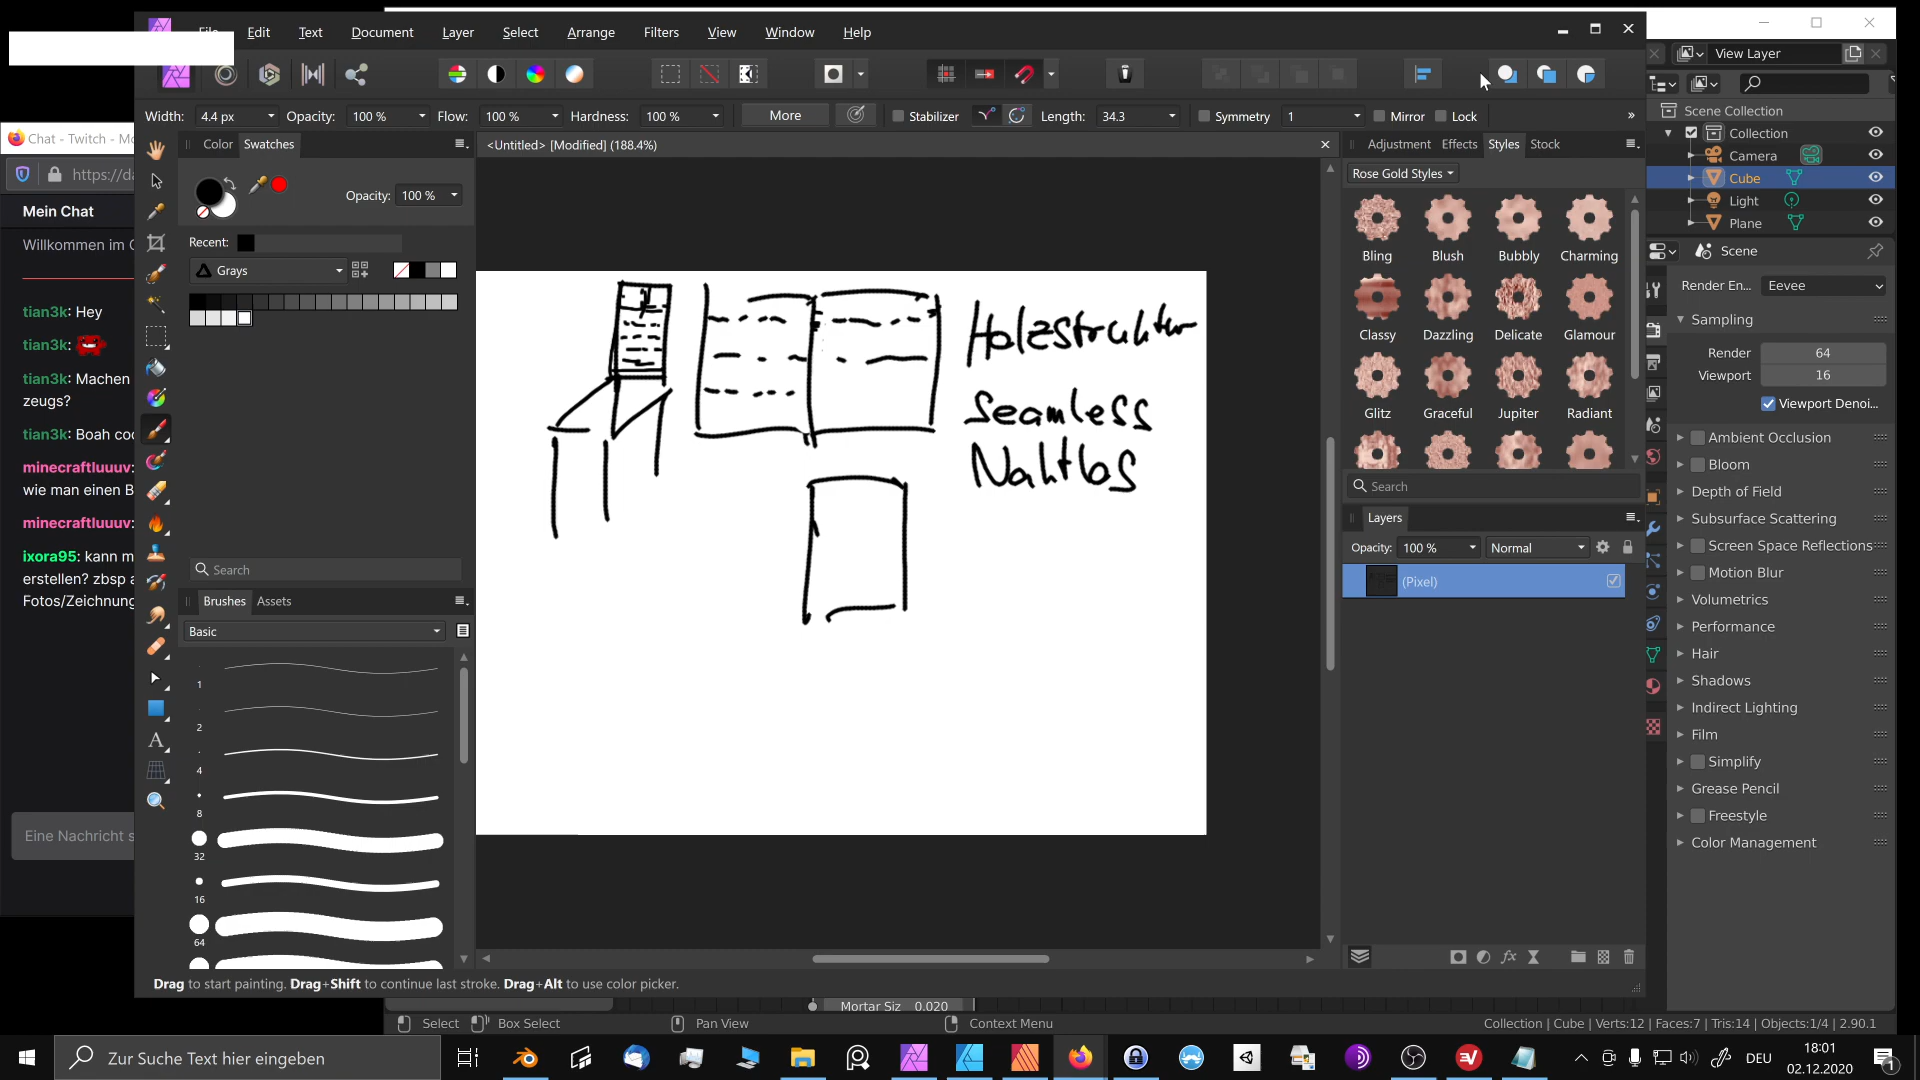 File Edit Text Document Layer Select Arrange Filters View Window Help
Width: 4.4 px Opacity: 100 % Flow: 100 % Hardness: 100 % More Stabilizer Length: 34.3 Symmetry 1 Mirror Lock »
Color Swatches
<Untitled> [Modified] (188.4%)
Opacity: 100 %
Recent:
Grays
Search
Brushes Assets
Basic
1
2
4
8
32
16
64
Holzstruktur
Seamless
Nahtlos
Adjustment Effects Styles Stock
Rose Gold Styles
Bling Blush Bubbly Charming
Classy Dazzling Delicate Glamour
Glitz Graceful Jupiter Radiant
Search
Layers
Opacity: 100 % Normal
(Pixel)
Drag to start painting. Drag+Shift to continue last stroke. Drag+Alt to use color picker.
Chat - Twitch - Mo
https://da
Mein Chat
Willkommen im C
tian3k: Hey
tian3k:
tian3k: Machen
zeugs?
tian3k: Boah coo
minecraftluuuv:
wie man einen B
minecraftluuuv:
ixora95: kann m
erstellen? zbsp a
Fotos/Zeichnung
Eine Nachricht s
View Layer
Scene Collection
Collection
Camera
Cube
Light
Plane
Scene
Render En... Eevee
Sampling
Render 64
Viewport 16
Viewport Denoi...
Ambient Occlusion
Bloom
Depth of Field
Subsurface Scattering
Screen Space Reflections
Motion Blur
Volumetrics
Performance
Hair
Shadows
Indirect Lighting
Film
Simplify
Grease Pencil
Freestyle
Color Management
Mortar Siz 0.020
Select Box Select Pan View Context Menu Collection | Cube | Verts:12 | Faces:7 | Tris:14 | Objects:1/4 | 2.90.1
Zur Suche Text hier eingeben
DEU
18:01
02.12.2020
1